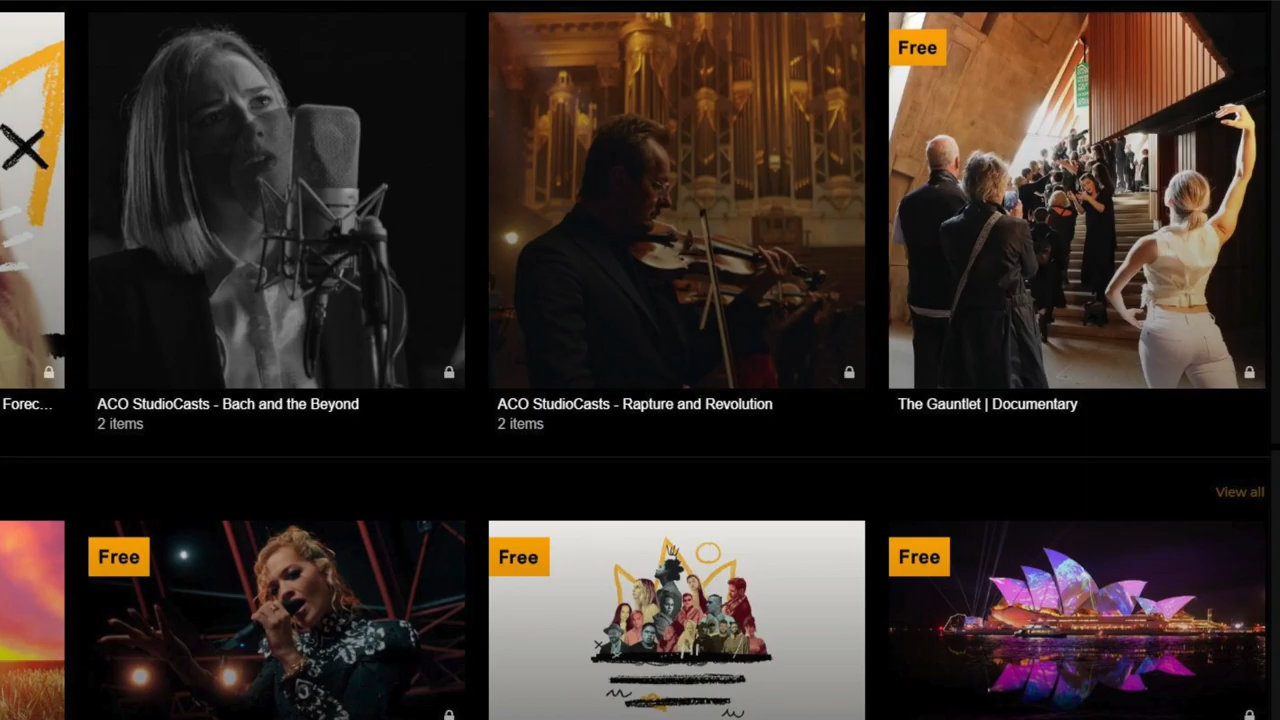 Free
Forec...
ACO StudioCasts - Bach and the Beyond
2 items
ACO StudioCasts - Rapture and Revolution
2 items
The Gauntlet | Documentary
View all
Free
Free
Free